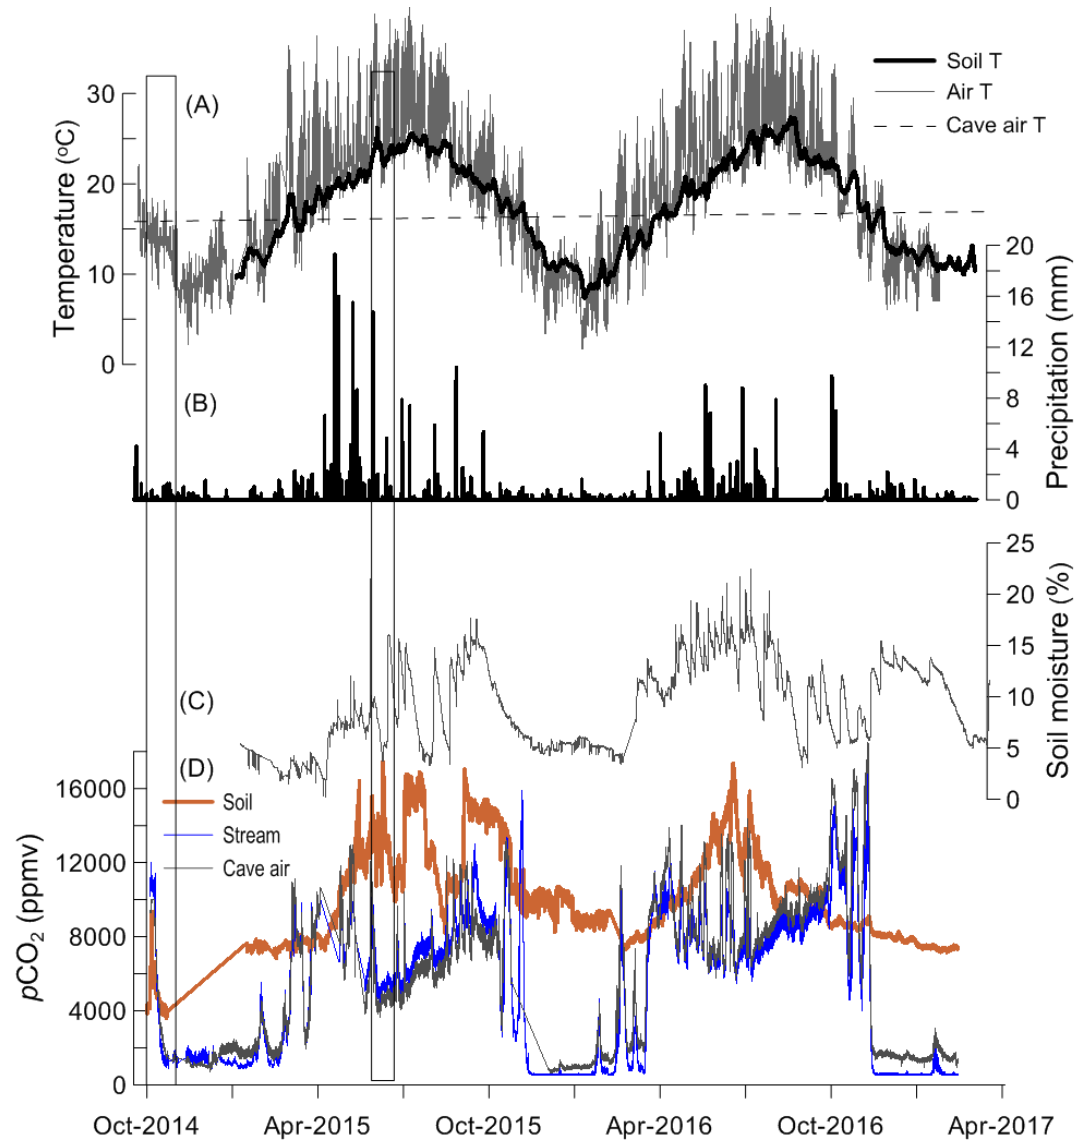 Soil T
Air T
Cave air T
(A)
30
20
10
0
Temperature (oC)
(B)
20
16
12
8
4
0
Precipitation (mm)
(C)
25
20
15
10
5
0
Soil moisture (%)
(D)
Soil
Stream
Cave air
16000
12000
8000
4000
0
pCO2 (ppmv)
Oct-2014 Apr-2015 Oct-2015 Apr-2016 Oct-2016 Apr-2017